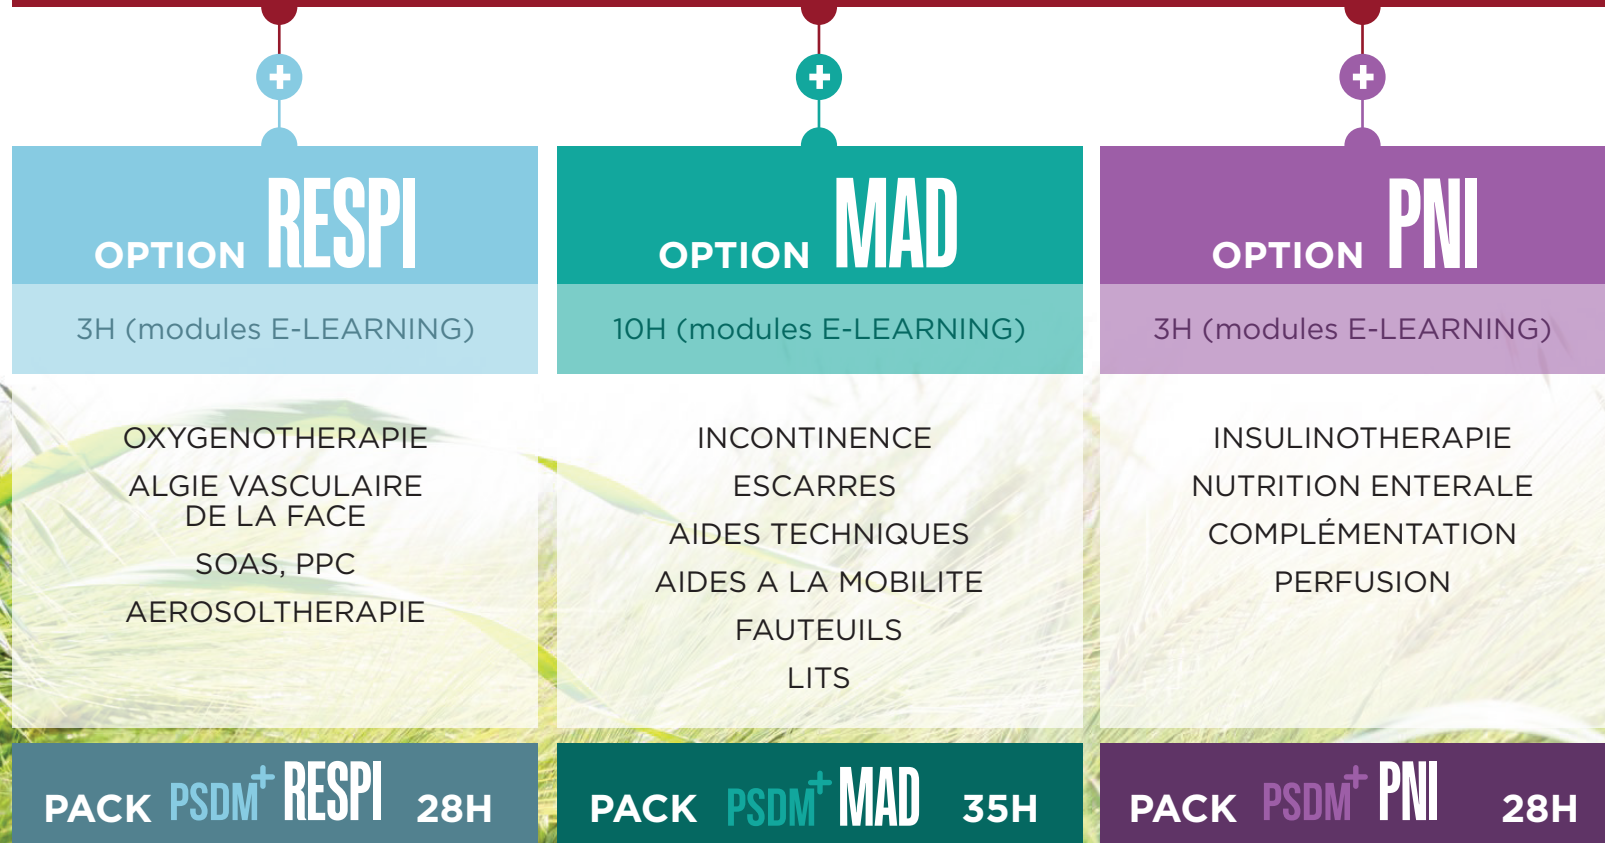 OPTION RESPI
3H (modules E-LEARNING)
OXYGENOTHERAPIE
ALGIE VASCULAIRE
DE LA FACE
SOAS, PPC
AEROSOLTHERAPIE
PACK PSDM+ RESPI 28H
OPTION MAD
10H (modules E-LEARNING)
INCONTINENCE
ESCARRES
AIDES TECHNIQUES
AIDES A LA MOBILITE
FAUTEUILS
LITS
PACK PSDM+ MAD 35H
OPTION PNI
3H (modules E-LEARNING)
INSULINOTHERAPIE
NUTRITION ENTERALE
COMPLÉMENTATION
PERFUSION
PACK PSDM+ PNI 28H